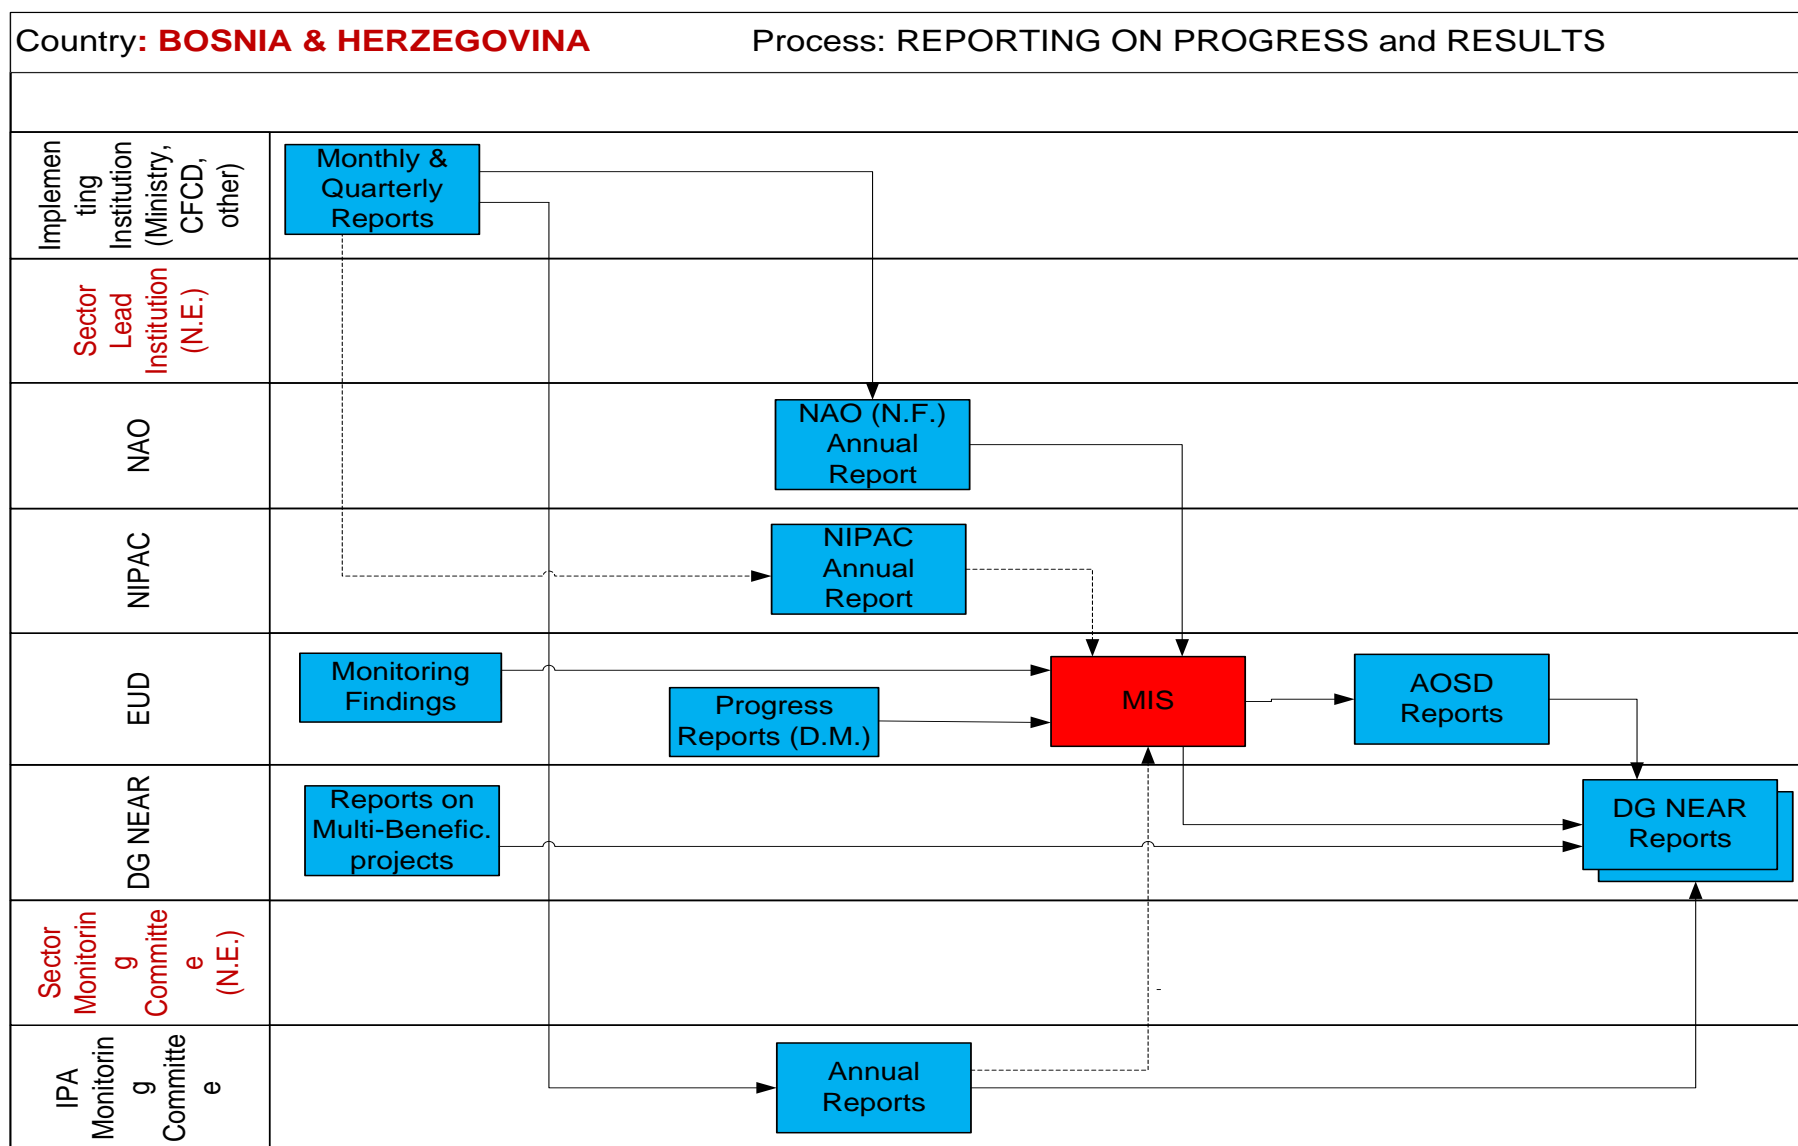 Country: BOSNIA & HERZEGOVINA
Process: REPORTING ON PROGRESS and RESULTS
Implemen
ting
Institution
(Ministry,
CFCD,
other)
Monthly &
Quarterly
Reports
Sector
Lead
Institution
(N.E.)
NAO
NAO (N.F.)
Annual
Report
NIPAC
NIPAC
Annual
Report
EUD
Monitoring
Findings
Progress
Reports (D.M.)
MIS
AOSD
Reports
DG NEAR
Reports on
Multi-Benefic.
projects
DG NEAR
Reports
Sector
Monitorin
g
Committe
e
(N.E.)
IPA
Monitorin
g
Committe
e
Annual
Reports